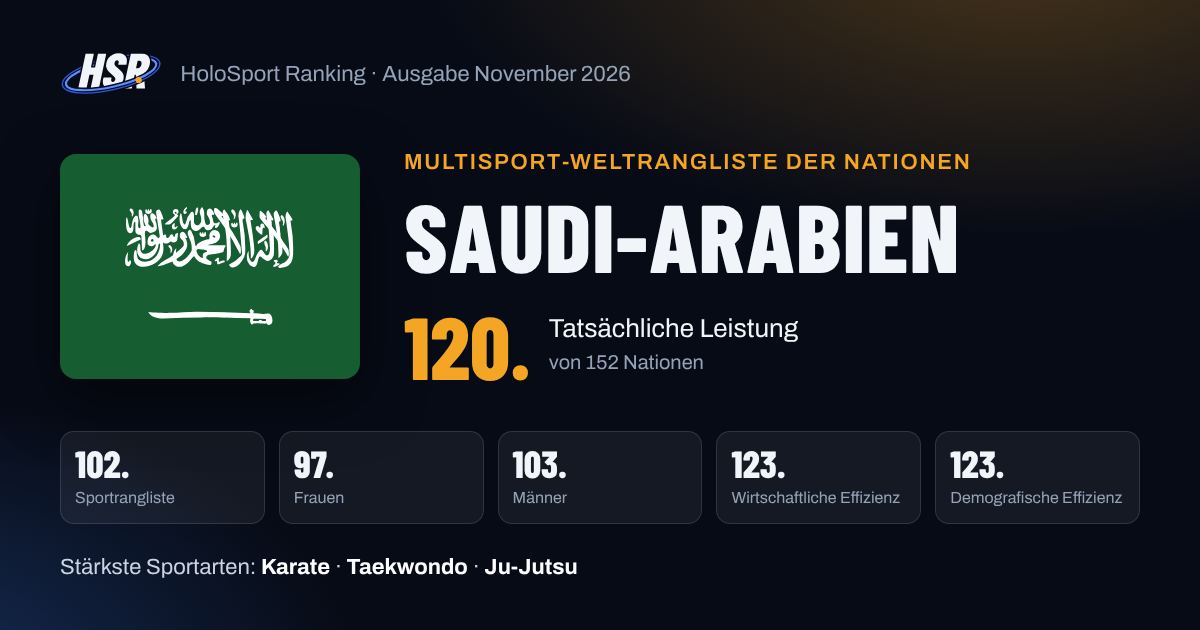 HSR
HoloSport Ranking · Ausgabe November 2026
MULTISPORT-WELTRANGLISTE DER NATIONEN
SAUDI-ARABIEN
لا إله إلا الله محمد رسول الله
120.
Tatsächliche Leistung
von 152 Nationen
102.
Sportrangliste
97.
Frauen
103.
Männer
123.
Wirtschaftliche Effizienz
123.
Demografische Effizienz
Stärkste Sportarten: Karate · Taekwondo · Ju-Jutsu